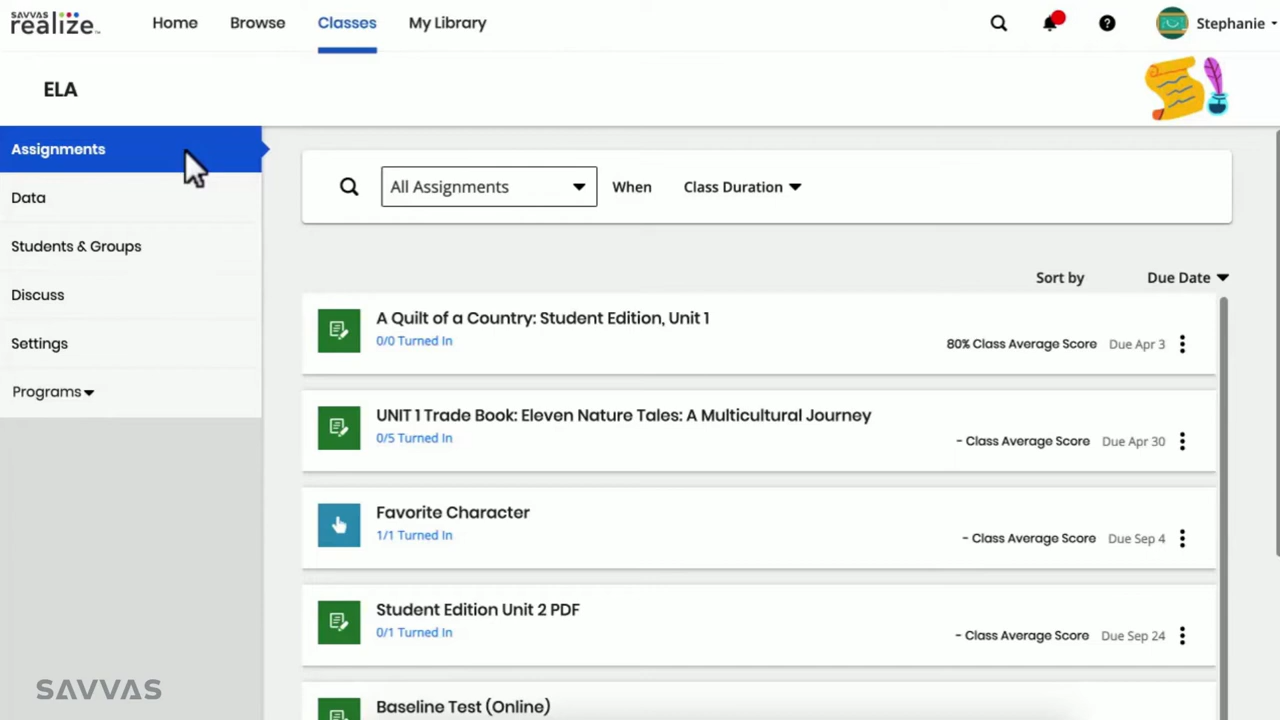 SAVVAS
realize™ Home Browse Classes My Library Stephanie
ELA
Assignments
Data
Students & Groups
Discuss
Settings
Programs
All Assignments When Class Duration
Sort by Due Date
A Quilt of a Country: Student Edition, Unit 1
0/0 Turned In
80% Class Average Score Due Apr 3
UNIT 1 Trade Book: Eleven Nature Tales: A Multicultural Journey
0/5 Turned In
- Class Average Score Due Apr 30
Favorite Character
1/1 Turned In
- Class Average Score Due Sep 4
Student Edition Unit 2 PDF
0/1 Turned In
- Class Average Score Due Sep 24
Baseline Test (Online)
SAVVAS